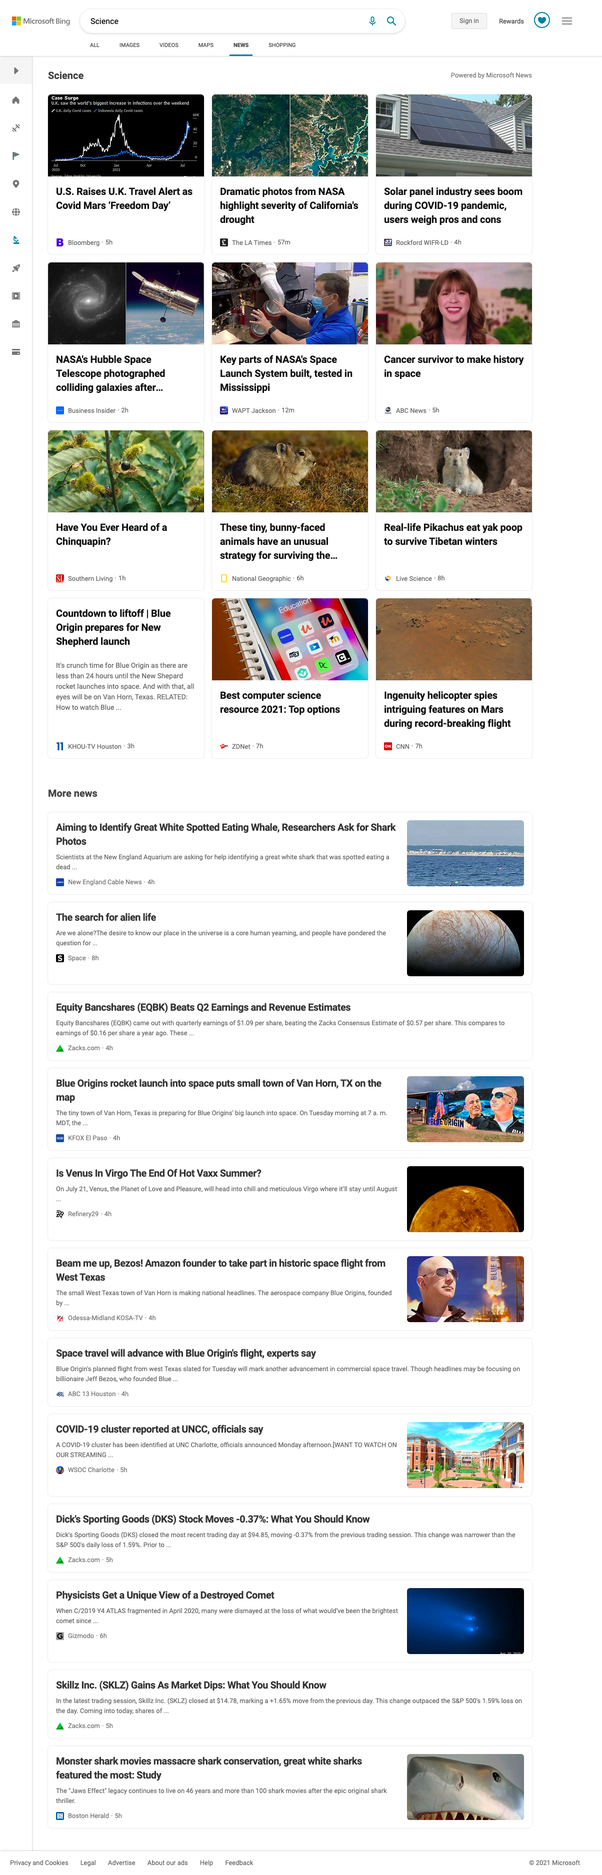 Microsoft Bing
Science
Sign in
Rewards
ALL
IMAGES
VIDEOS
MAPS
NEWS
SHOPPING
Science
Powered by Microsoft News
Case Surge
U.K. saw the world's biggest increase in infections over the weekend
U.S. Raises U.K. Travel Alert as
Covid Mars 'Freedom Day'
Bloomberg · 5h
Dramatic photos from NASA
highlight severity of California's
drought
The LA Times · 57m
Solar panel industry sees boom
during COVID-19 pandemic,
users weigh pros and cons
Rockford WIFR-LD · 4h
NASA's Hubble Space
Telescope photographed
colliding galaxies after...
Business Insider · 2h
Key parts of NASA's Space
Launch System built, tested in
Mississippi
WAPT Jackson · 12m
Cancer survivor to make history
in space
ABC News · 5h
Have You Ever Heard of a
Chinquapin?
Southern Living · 1h
These tiny, bunny-faced
animals have an unusual
strategy for surviving the...
National Geographic · 6h
Real-life Pikachus eat yak poop
to survive Tibetan winters
Live Science · 8h
Countdown to liftoff | Blue
Origin prepares for New
Shepherd launch
It's crunch time for Blue Origin as there are
less than 24 hours until the New Shepard
rocket launches into space. And with that, all
eyes will be on Van Horn, Texas. RELATED:
How to watch Blue ...
KHOU-TV Houston · 3h
Education
Best computer science
resource 2021: Top options
ZDNet · 7h
Ingenuity helicopter spies
intriguing features on Mars
during record-breaking flight
CNN · 7h
More news
Aiming to Identify Great White Spotted Eating Whale, Researchers Ask for Shark
Photos
Scientists at the New England Aquarium are asking for help identifying a great white shark that was spotted eating a
dead ...
New England Cable News · 4h
The search for alien life
Are we alone?The desire to know our place in the universe is a core human yearning, and people have pondered the
question for ...
Space · 8h
Equity Bancshares (EQBK) Beats Q2 Earnings and Revenue Estimates
Equity Bancshares (EQBK) came out with quarterly earnings of $1.09 per share, beating the Zacks Consensus Estimate of $0.57 per share. This compares to
earnings of $0.16 per share a year ago. These ...
Zacks.com · 4h
Blue Origins rocket launch into space puts small town of Van Horn, TX on the
map
The tiny town of Van Horn, Texas is preparing for Blue Origins' big launch into space. On Tuesday morning at 7 a. m.
MDT, the ...
KFOX El Paso · 4h
BLUE ORIGIN
Is Venus In Virgo The End Of Hot Vaxx Summer?
On July 21, Venus, the Planet of Love and Pleasure, will head into chill and meticulous Virgo where it'll stay until August
...
Refinery29 · 4h
Beam me up, Bezos! Amazon founder to take part in historic space flight from
West Texas
The small West Texas town of Van Horn is making national headlines. The aerospace company Blue Origins, founded
by ...
Odessa-Midland KOSA-TV · 4h
Space travel will advance with Blue Origin's flight, experts say
Blue Origin's planned flight from west Texas slated for Tuesday will mark another advancement in commercial space travel. Though headlines may be focusing on
billionaire Jeff Bezos, who founded Blue ...
ABC 13 Houston · 4h
COVID-19 cluster reported at UNCC, officials say
A COVID-19 cluster has been identified at UNC Charlotte, officials announced Monday afternoon.[WANT TO WATCH ON
OUR STREAMING ...
WSOC Charlotte · 5h
Dick's Sporting Goods (DKS) Stock Moves -0.37%: What You Should Know
Dick's Sporting Goods (DKS) closed the most recent trading day at $94.85, moving -0.37% from the previous trading session. This change was narrower than the
S&P 500's daily loss of 1.59%. Prior to ...
Zacks.com · 5h
Physicists Get a Unique View of a Destroyed Comet
When C/2019 Y4 ATLAS fragmented in April 2020, many were dismayed at the loss of what would've been the brightest
comet since ...
Gizmodo · 6h
Skillz Inc. (SKLZ) Gains As Market Dips: What You Should Know
In the latest trading session, Skillz Inc. (SKLZ) closed at $14.78, marking a +1.65% move from the previous day. This change outpaced the S&P 500's 1.59% loss on
the day. Coming into today, shares of ...
Zacks.com · 5h
Monster shark movies massacre shark conservation, great white sharks
featured the most: Study
The "Jaws Effect" legacy continues to live on 46 years and more than 100 shark movies after the epic original shark
thriller.
Boston Herald · 5h
Privacy and Cookies
Legal
Advertise
About our ads
Help
Feedback
© 2021 Microsoft